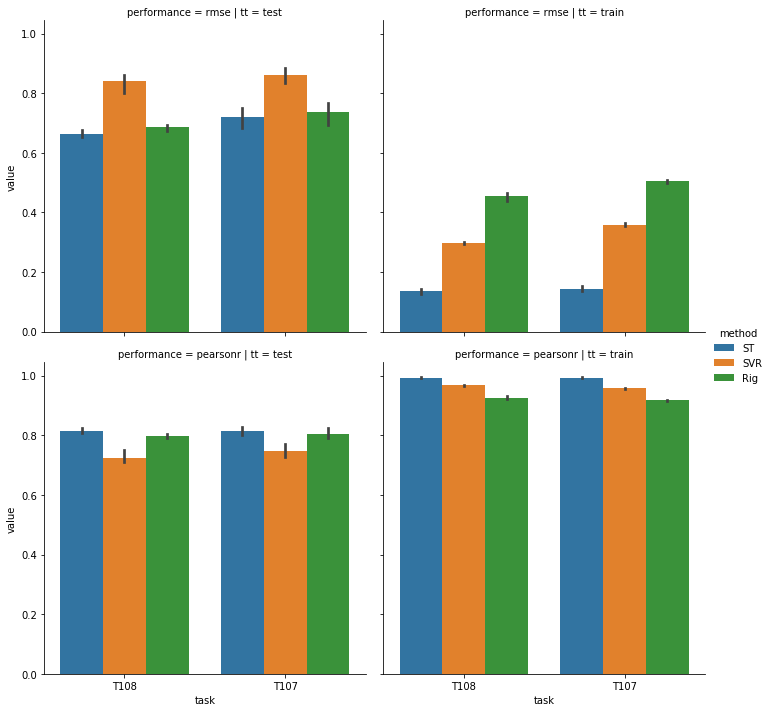 performance = rmse | tt = test
performance = rmse | tt = train
1.0
0.8
0.6
0.4
0.2
0.0
value
performance = pearsonr | tt = test
performance = pearsonr | tt = train
1.0
0.8
0.6
0.4
0.2
0.0
value
T108
T107
task
T108
T107
task
method
ST
SVR
Rig